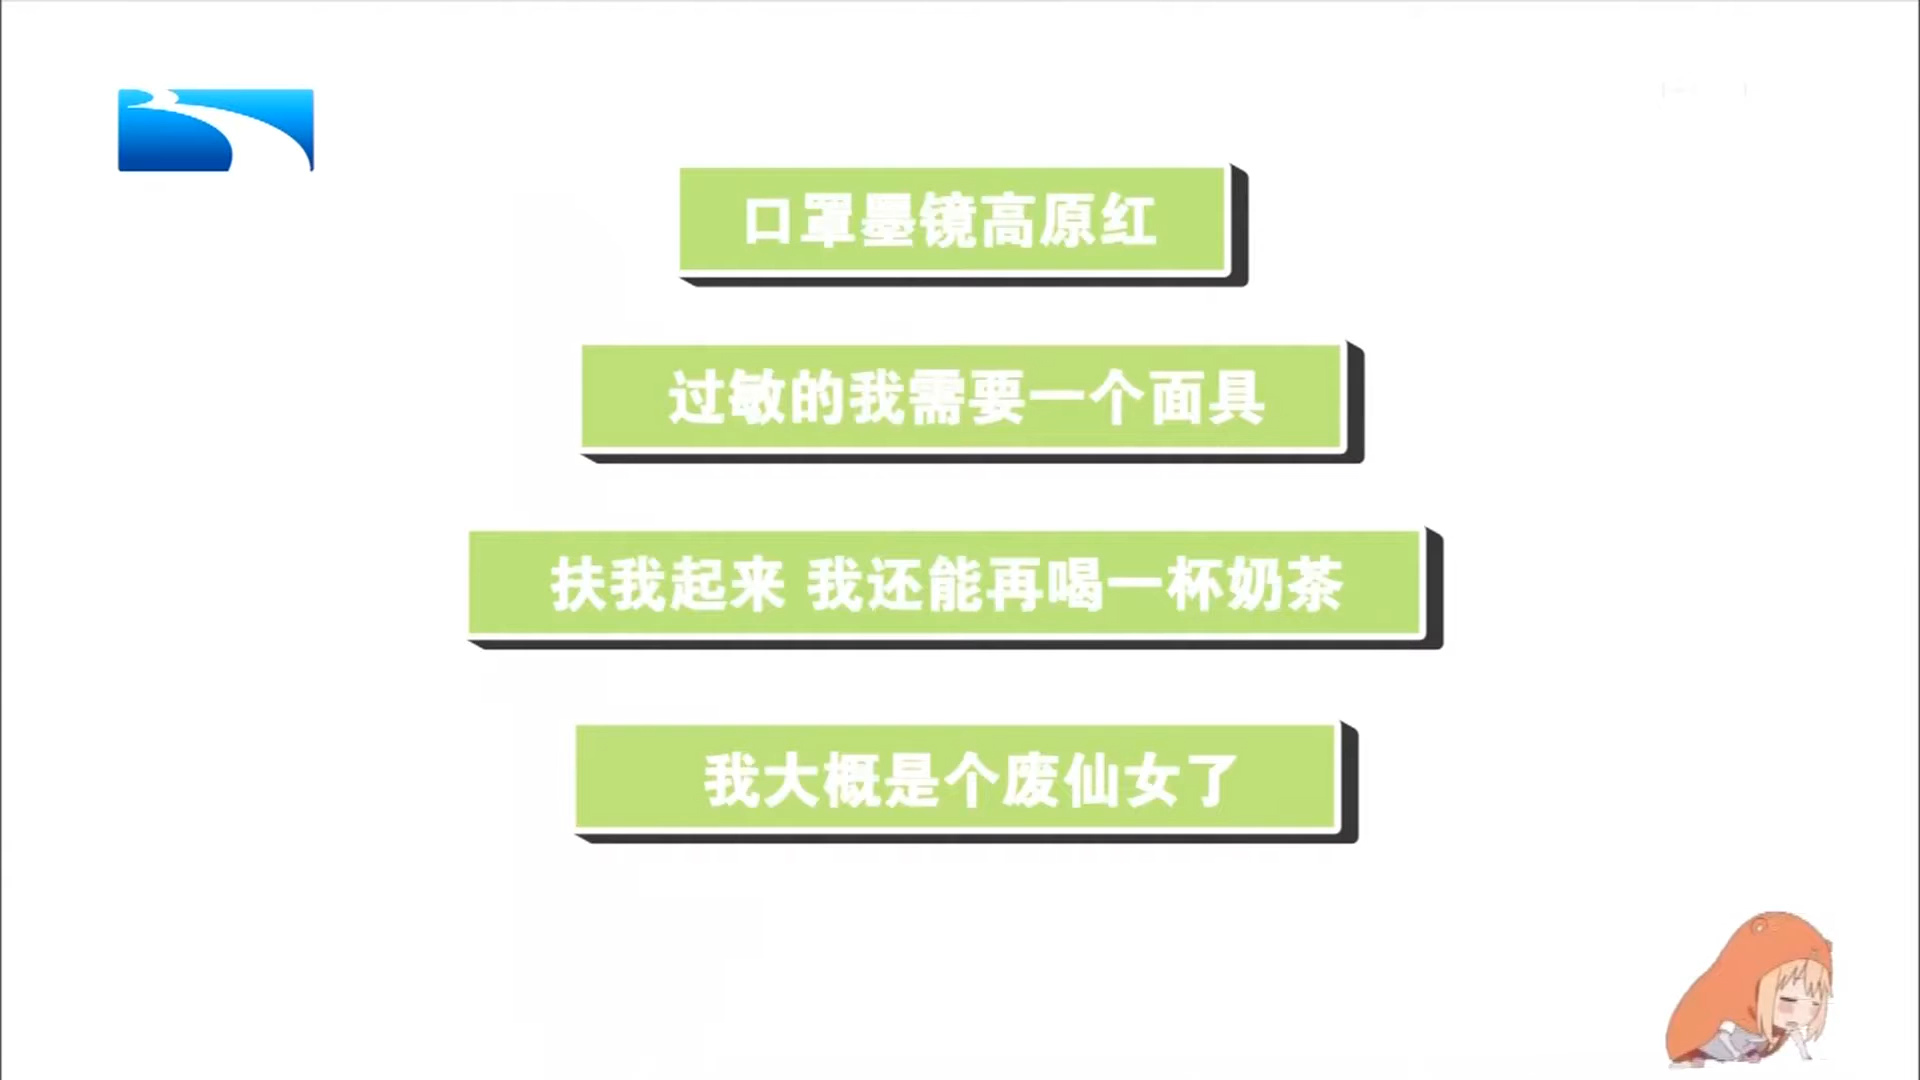 口罩墨镜高原红
过敏的我需要一个面具
扶我起来 我还能再喝一杯奶茶
我大概是个废仙女了